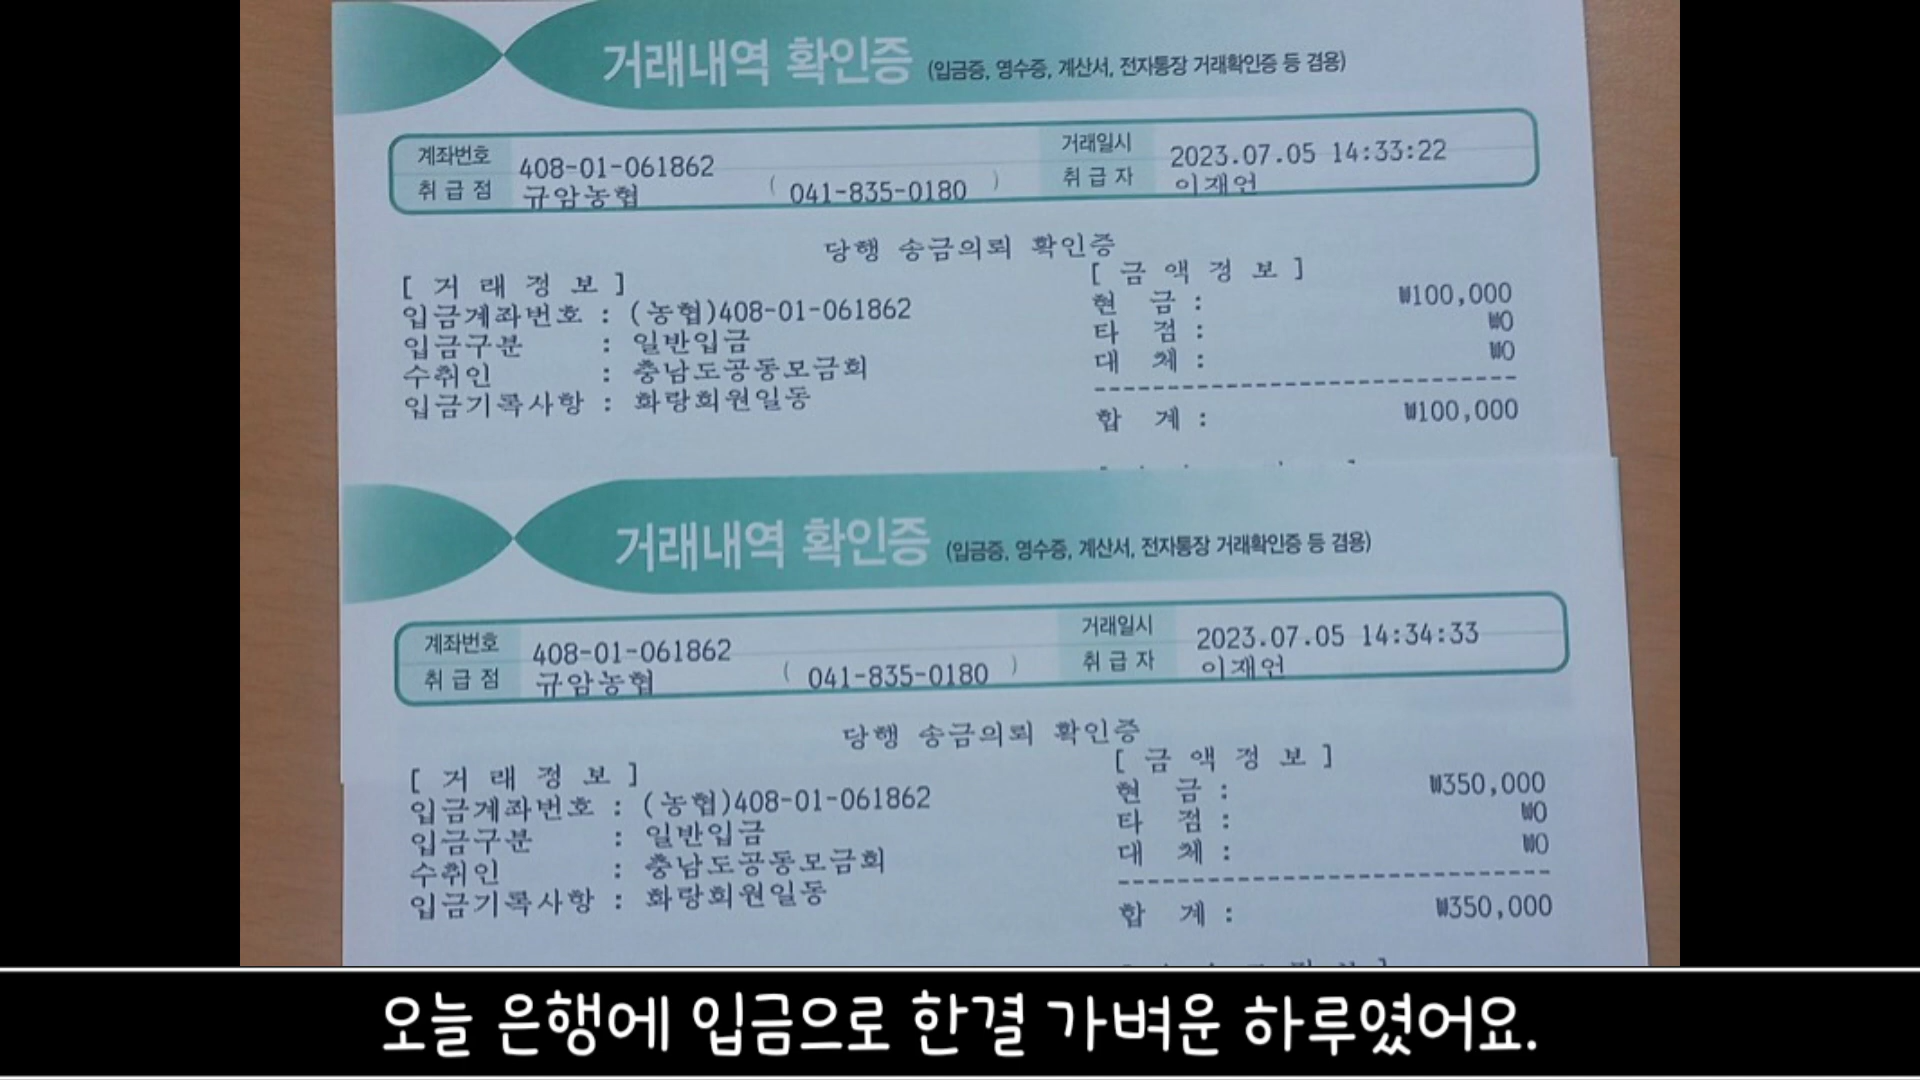 거래내역 확인증 (입금증, 영수증, 계산서, 전자통장 거래확인증 등 겸용)
계좌번호 408-01-061862 거래일시 2023.07.05 14:33:22
취급점 규암농협 ( 041-835-0180 ) 취급자 이재언
당행 송금의뢰 확인증
[ 거 래 정 보 ] [ 금 액 정 보 ]
입금계좌번호 : (농협)408-01-061862 현 금 : ₩100,000
입금구분 : 일반입금 타 점 : ₩0
수취인 : 충남도공동모금회 대 체 : ₩0
입금기록사항 : 화랑회원일동 합 계 : ₩100,000
거래내역 확인증 (입금증, 영수증, 계산서, 전자통장 거래확인증 등 겸용)
계좌번호 408-01-061862 거래일시 2023.07.05 14:34:33
취급점 규암농협 ( 041-835-0180 ) 취급자 이재언
당행 송금의뢰 확인증
[ 거 래 정 보 ] [ 금 액 정 보 ]
입금계좌번호 : (농협)408-01-061862 현 금 : ₩350,000
입금구분 : 일반입금 타 점 : ₩0
수취인 : 충남도공동모금회 대 체 : ₩0
입금기록사항 : 화랑회원일동 합 계 : ₩350,000
오늘 은행에 입금으로 한결 가벼운 하루였어요.